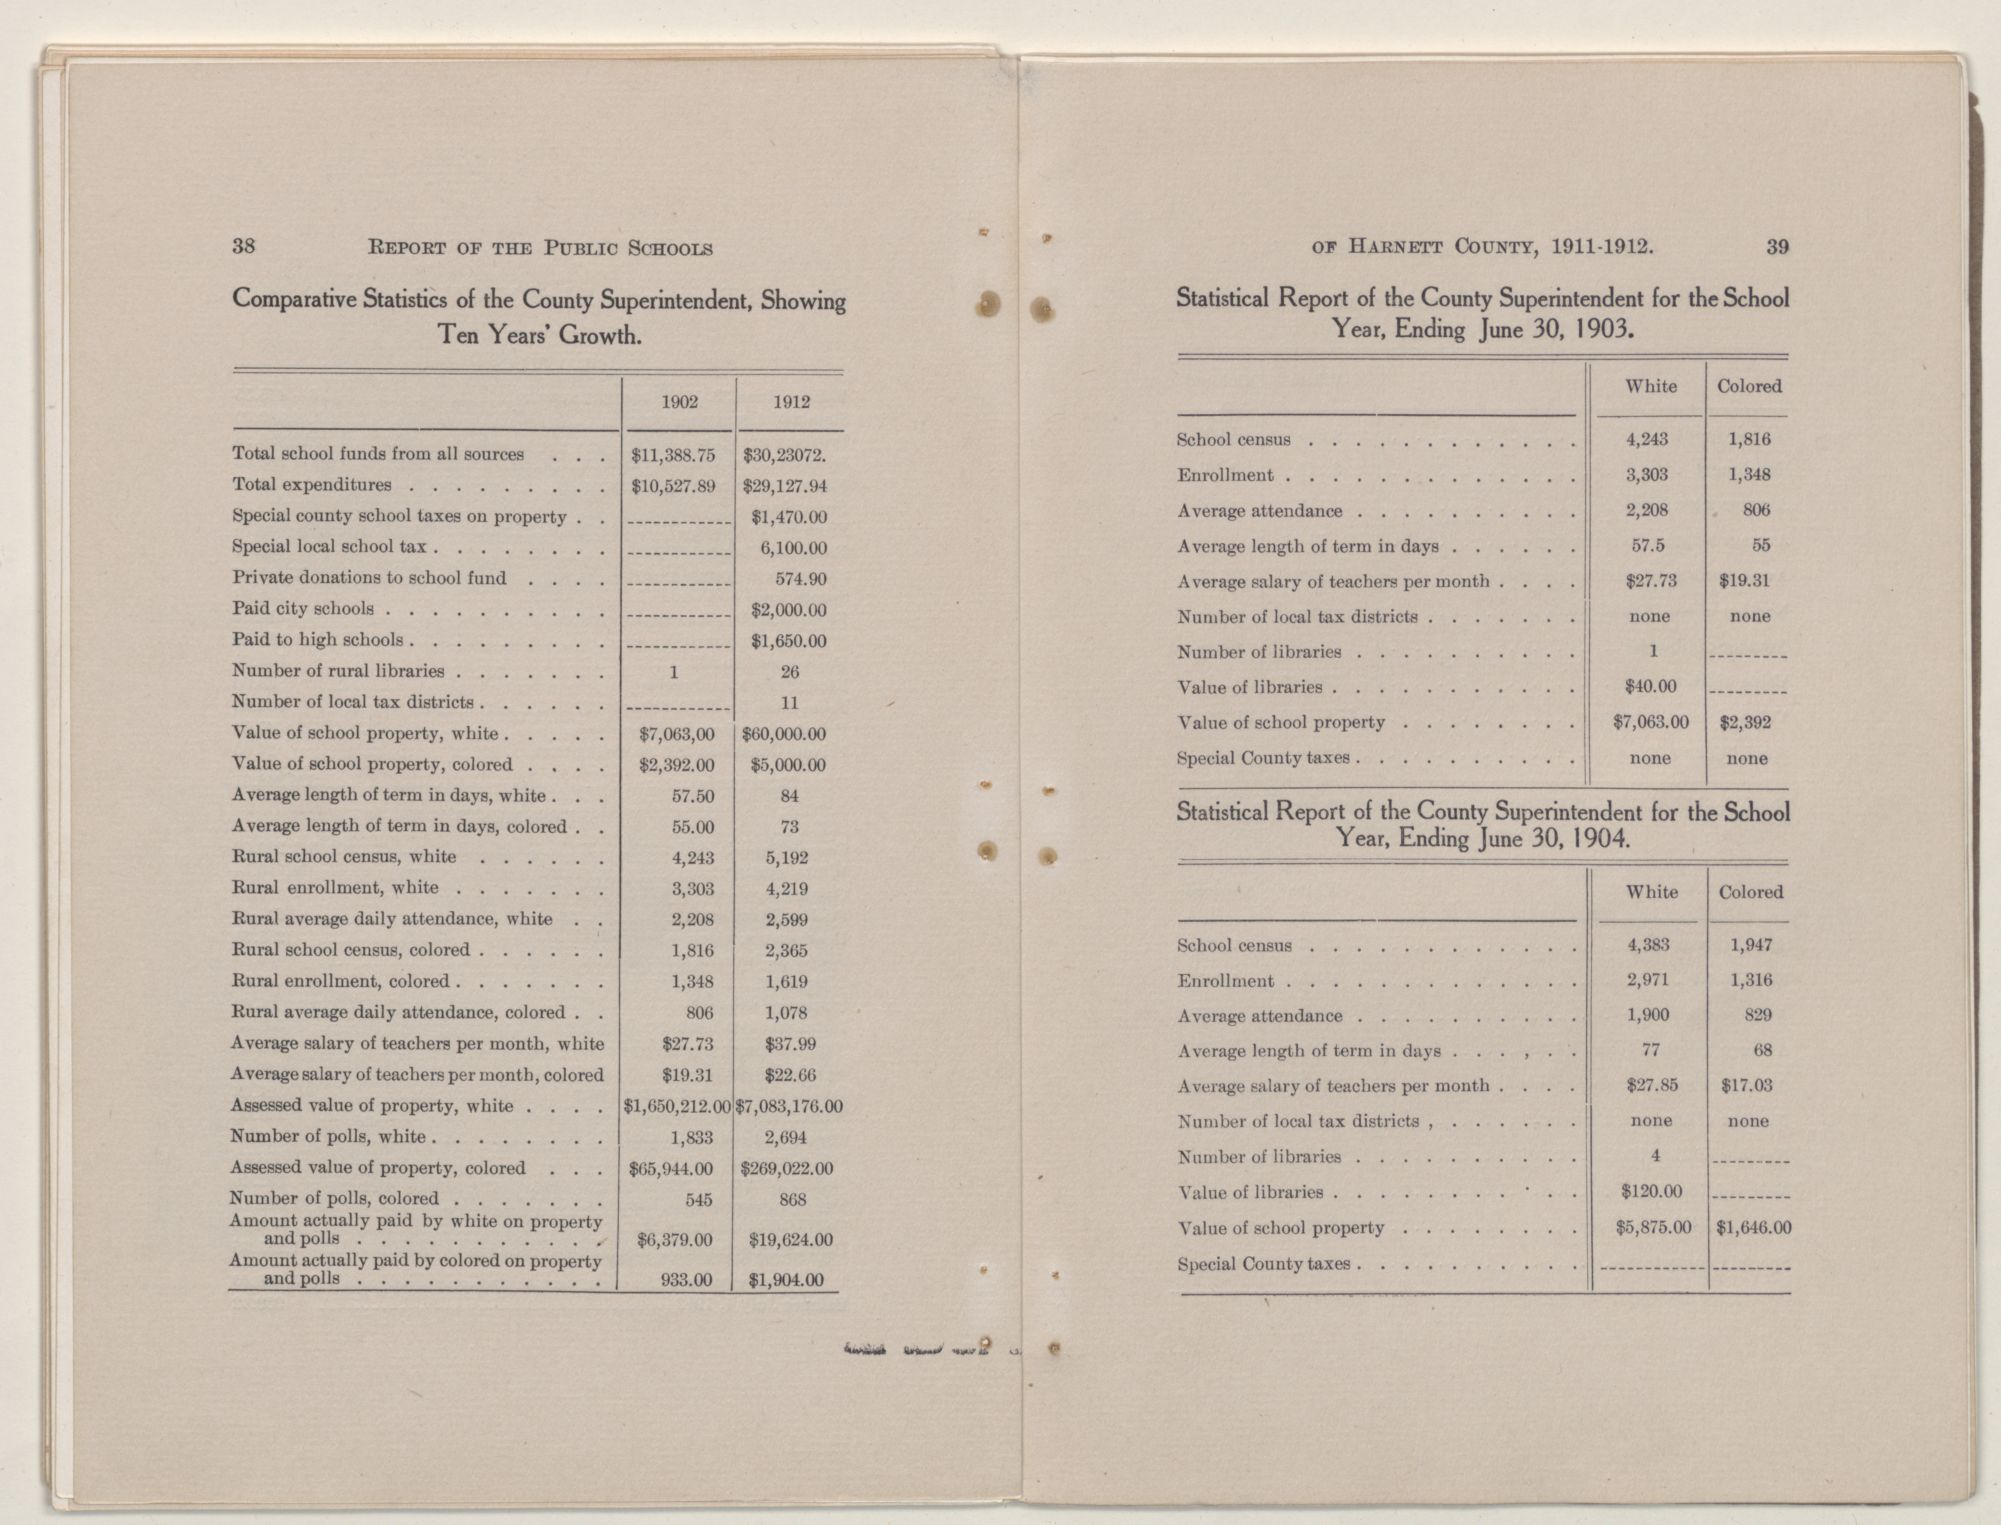 38 REPORT OF THE PUBLIC SCHOOLS
Comparative Statistics of the County Superintendent, Showing
Ten Years' Growth.
1902 1912
Total school funds from all sources . . . $11,388.75 $30,23072.
Total expenditures . . . . . . . . . $10,527.89 $29,127.94
Special county school taxes on property . . ----------- $1,470.00
Special local school tax . . . . . . . . ----------- 6,100.00
Private donations to school fund . . . . ----------- 574.90
Paid city schools . . . . . . . . . . ----------- $2,000.00
Paid to high schools . . . . . . . . . ----------- $1,650.00
Number of rural libraries . . . . . . . 1 26
Number of local tax districts . . . . . . ----------- 11
Value of school property, white . . . . . $7,063,00 $60,000.00
Value of school property, colored . . . . $2,392.00 $5,000.00
Average length of term in days, white . . . 57.50 84
Average length of term in days, colored . . 55.00 73
Rural school census, white . . . . . . 4,243 5,192
Rural enrollment, white . . . . . . . 3,303 4,219
Rural average daily attendance, white . . 2,208 2,599
Rural school census, colored . . . . . . 1,816 2,365
Rural enrollment, colored . . . . . . . 1,348 1,619
Rural average daily attendance, colored . . 806 1,078
Average salary of teachers per month, white $27.73 $37.99
Average salary of teachers per month, colored $19.31 $22.66
Assessed value of property, white . . . . $1,650,212.00 $7,083,176.00
Number of polls, white . . . . . . . . 1,833 2,694
Assessed value of property, colored . . . $65,944.00 $269,022.00
Number of polls, colored . . . . . . . 545 868
Amount actually paid by white on property
and polls . . . . . . . . . . . $6,379.00 $19,624.00
Amount actually paid by colored on property
and polls . . . . . . . . . . . 933.00 $1,904.00
OF HARNETT COUNTY, 1911-1912. 39
Statistical Report of the County Superintendent for the School
Year, Ending June 30, 1903.
White Colored
School census . . . . . . . . . . . . 4,243 1,816
Enrollment . . . . . . . . . . . . . 3,303 1,348
Average attendance . . . . . . . . . . 2,208 806
Average length of term in days . . . . . . 57.5 55
Average salary of teachers per month . . . . $27.73 $19.31
Number of local tax districts . . . . . . . none none
Number of libraries . . . . . . . . . . 1 ---------
Value of libraries . . . . . . . . . . . $40.00 ---------
Value of school property . . . . . . . . $7,063.00 $2,392
Special County taxes . . . . . . . . . . none none
Statistical Report of the County Superintendent for the School
Year, Ending June 30, 1904.
White Colored
School census . . . . . . . . . . . . 4,383 1,947
Enrollment . . . . . . . . . . . . . 2,971 1,316
Average attendance . . . . . . . . . . 1,900 829
Average length of term in days . . . , . . 77 68
Average salary of teachers per month . . . . $27.85 $17.03
Number of local tax districts , . . . . . . none none
Number of libraries . . . . . . . . . . 4 ---------
Value of libraries . . . . . . . . . . . $120.00 ---------
Value of school property . . . . . . . . $5,875.00 $1,646.00
Special County taxes . . . . . . . . . . ----------- ---------